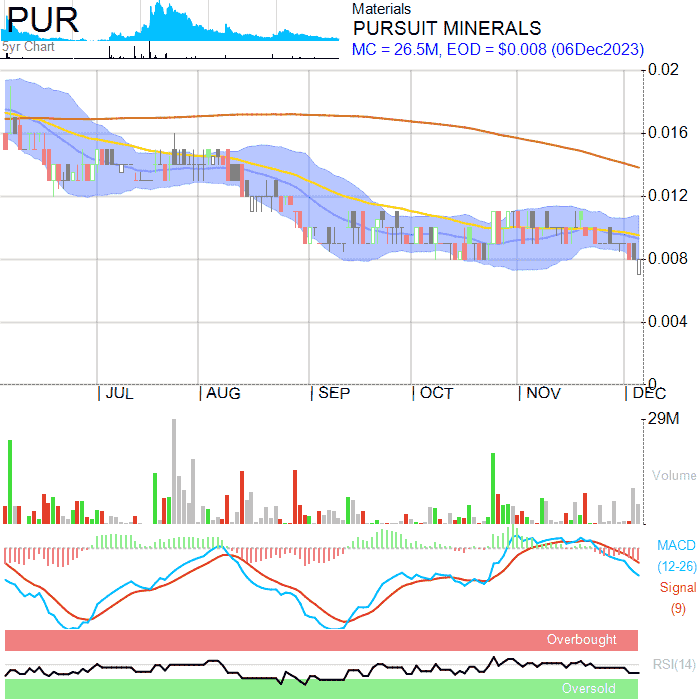 PUR
5yr Chart
Materials
PURSUIT MINERALS
MC = 26.5M, EOD = $0.008 (06Dec2023)
0.02
0.016
0.012
0.008
0.004
0
JUL AUG SEP OCT NOV DEC
29M
Volume
MACD
(12-26)
Signal
(9)
Overbought
RSI(14)
Oversold